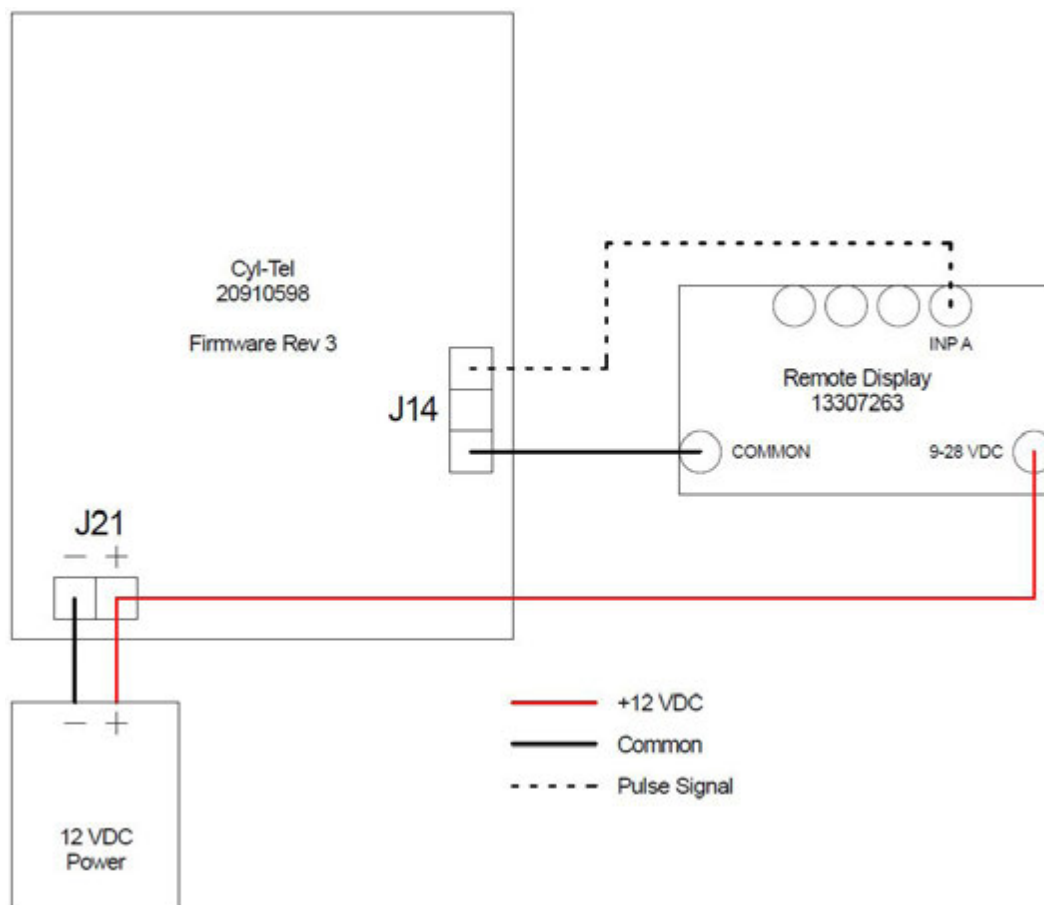 Cyl-Tel
20910598
Firmware Rev 3
J14
INP A
Remote Display
13307263
COMMON
9-28 VDC
J21
— +
— +
12 VDC
Power
+12 VDC
Common
Pulse Signal